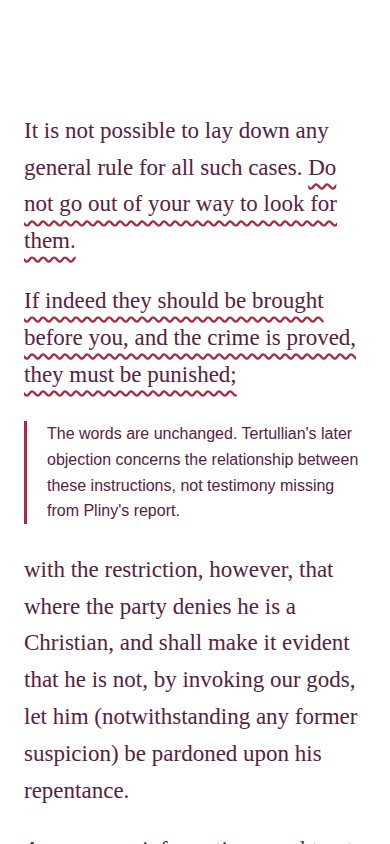 It is not possible to lay down any
general rule for all such cases. Do
not go out of your way to look for
them.
If indeed they should be brought
before you, and the crime is proved,
they must be punished;
The words are unchanged. Tertullian's later
objection concerns the relationship between
these instructions, not testimony missing
from Pliny's report.
with the restriction, however, that
where the party denies he is a
Christian, and shall make it evident
that he is not, by invoking our gods,
let him (notwithstanding any former
suspicion) be pardoned upon his
repentance.